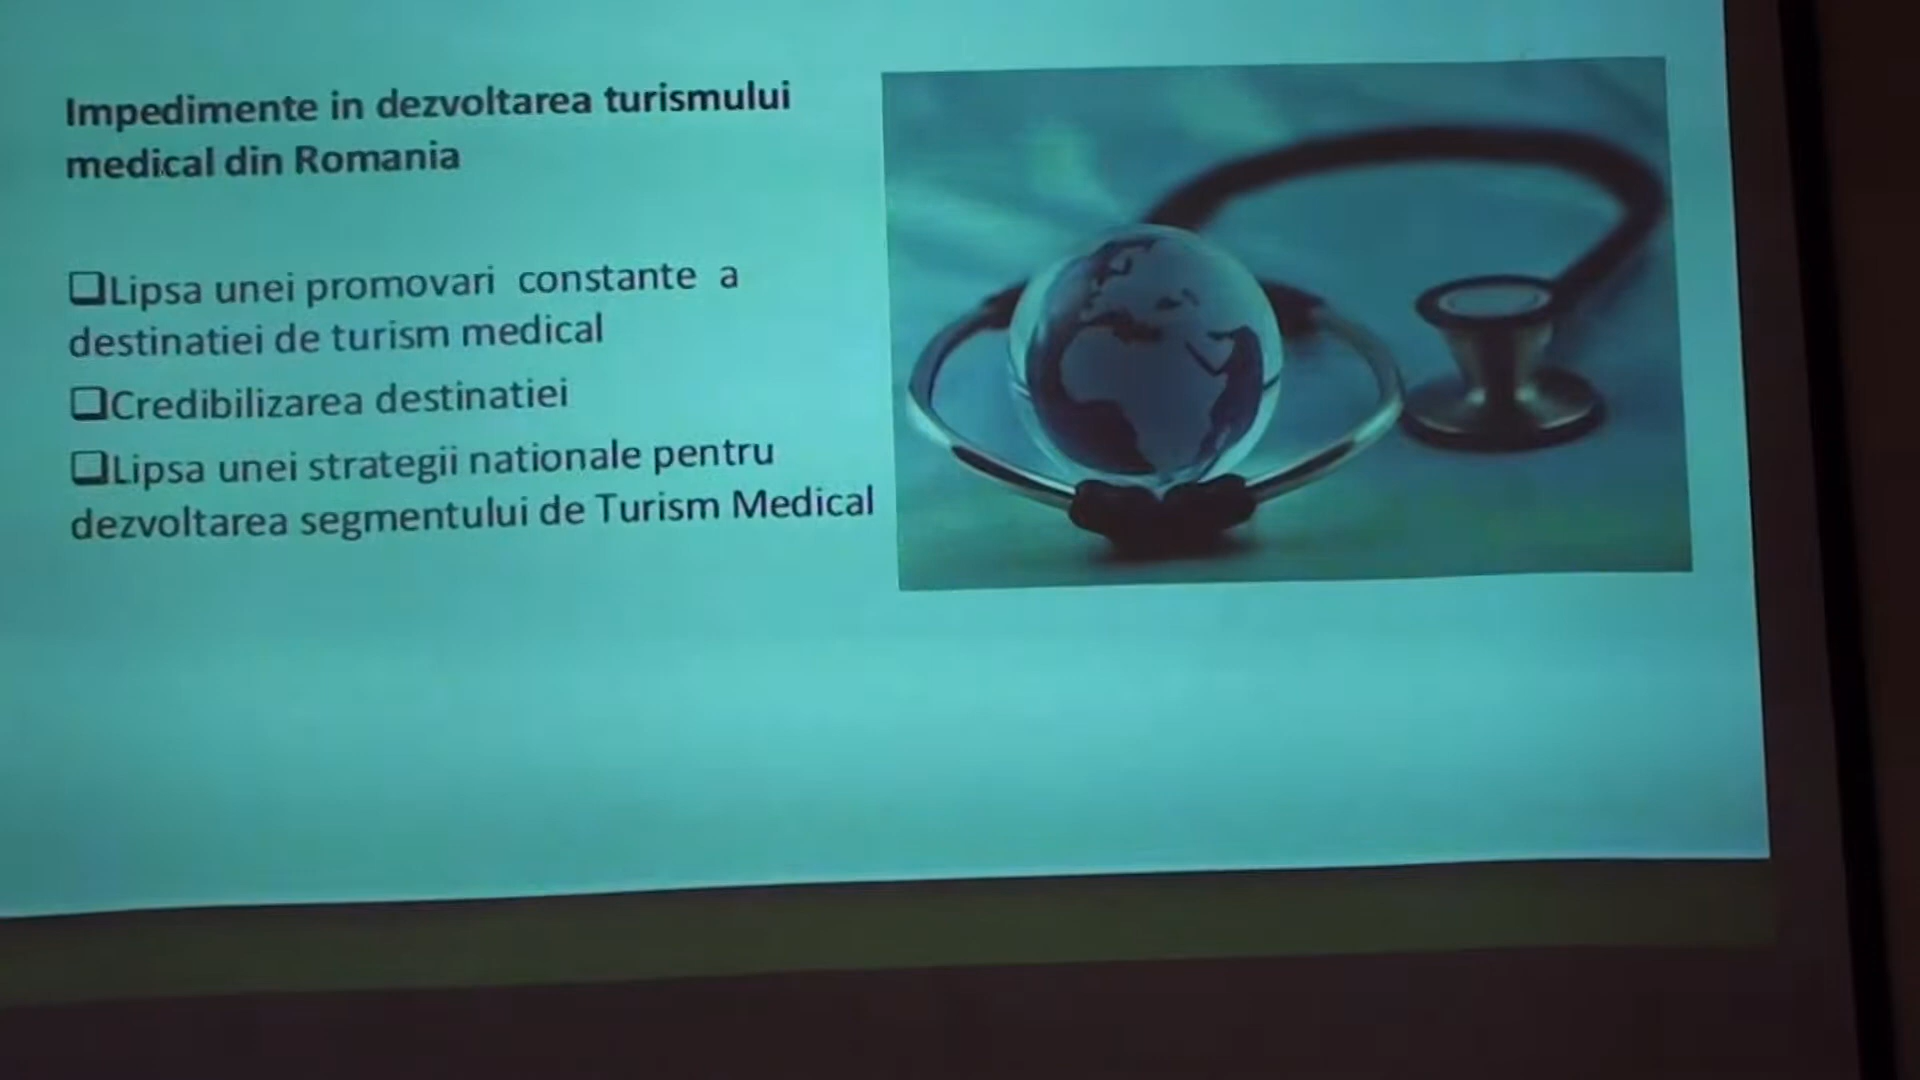 Impedimente in dezvoltarea turismului
medical din Romania
❑Lipsa unei promovari constante a
destinatiei de turism medical
❑Credibilizarea destinatiei
❑Lipsa unei strategii nationale pentru
dezvoltarea segmentului de Turism Medical